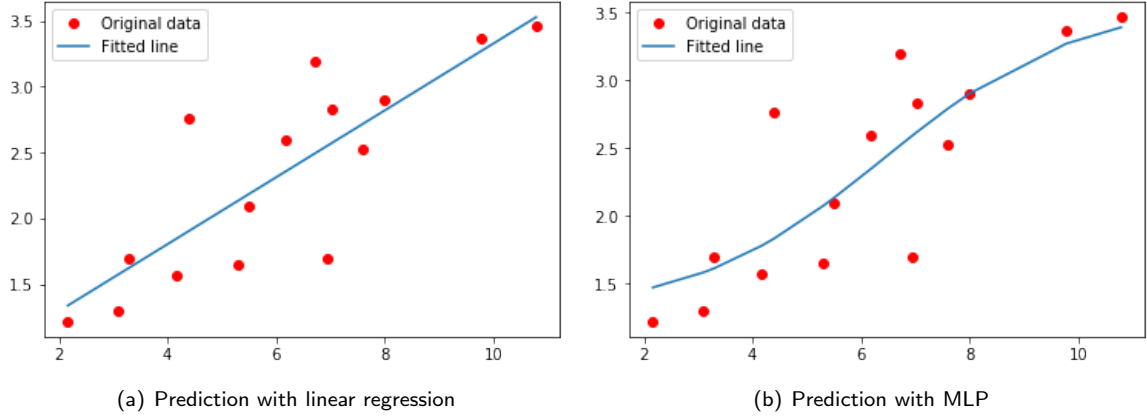 Original data
Fitted line
3.5
3.0
2.5
2.0
1.5
2 4 6 8 10
(a) Prediction with linear regression
Original data
Fitted line
3.5
3.0
2.5
2.0
1.5
2 4 6 8 10
(b) Prediction with MLP